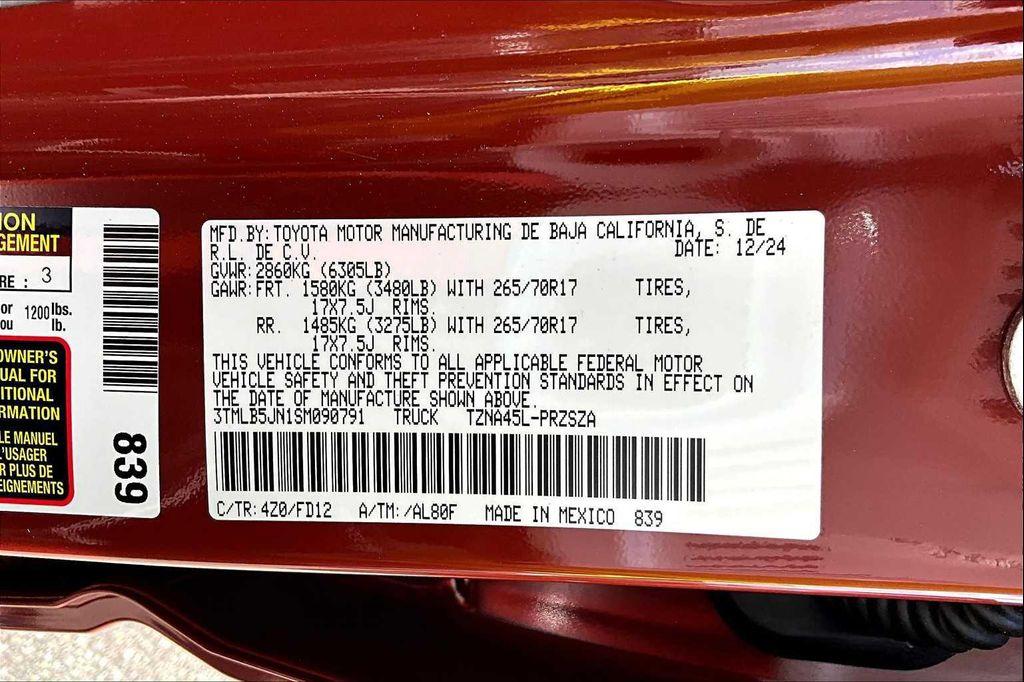 ION
GEMENT
RE : 3
or 1200 lbs.
ou lb.
OWNER'S
UAL FOR
ITIONAL
FORMATION
LE MANUEL
L'USAGER
R PLUS DE
EIGNEMENTS
839
MFD.BY: TOYOTA MOTOR MANUFACTURING DE BAJA CALIFORNIA, S. DE
R.L. DE C.V. DATE: 12/24
GVWR: 2860KG (6305LB)
GAWR: FRT. 1580KG (3480LB) WITH 265/70R17 TIRES,
17X7.5J RIMS.
RR. 1485KG (3275LB) WITH 265/70R17 TIRES,
17X7.5J RIMS.
THIS VEHICLE CONFORMS TO ALL APPLICABLE FEDERAL MOTOR
VEHICLE SAFETY AND THEFT PREVENTION STANDARDS IN EFFECT ON
THE DATE OF MANUFACTURE SHOWN ABOVE.
3TMLB5JN1SM090791 TRUCK TZNA45L-PRZSZA
C/TR: 4Z0/FD12 A/TM: /AL80F MADE IN MEXICO 839